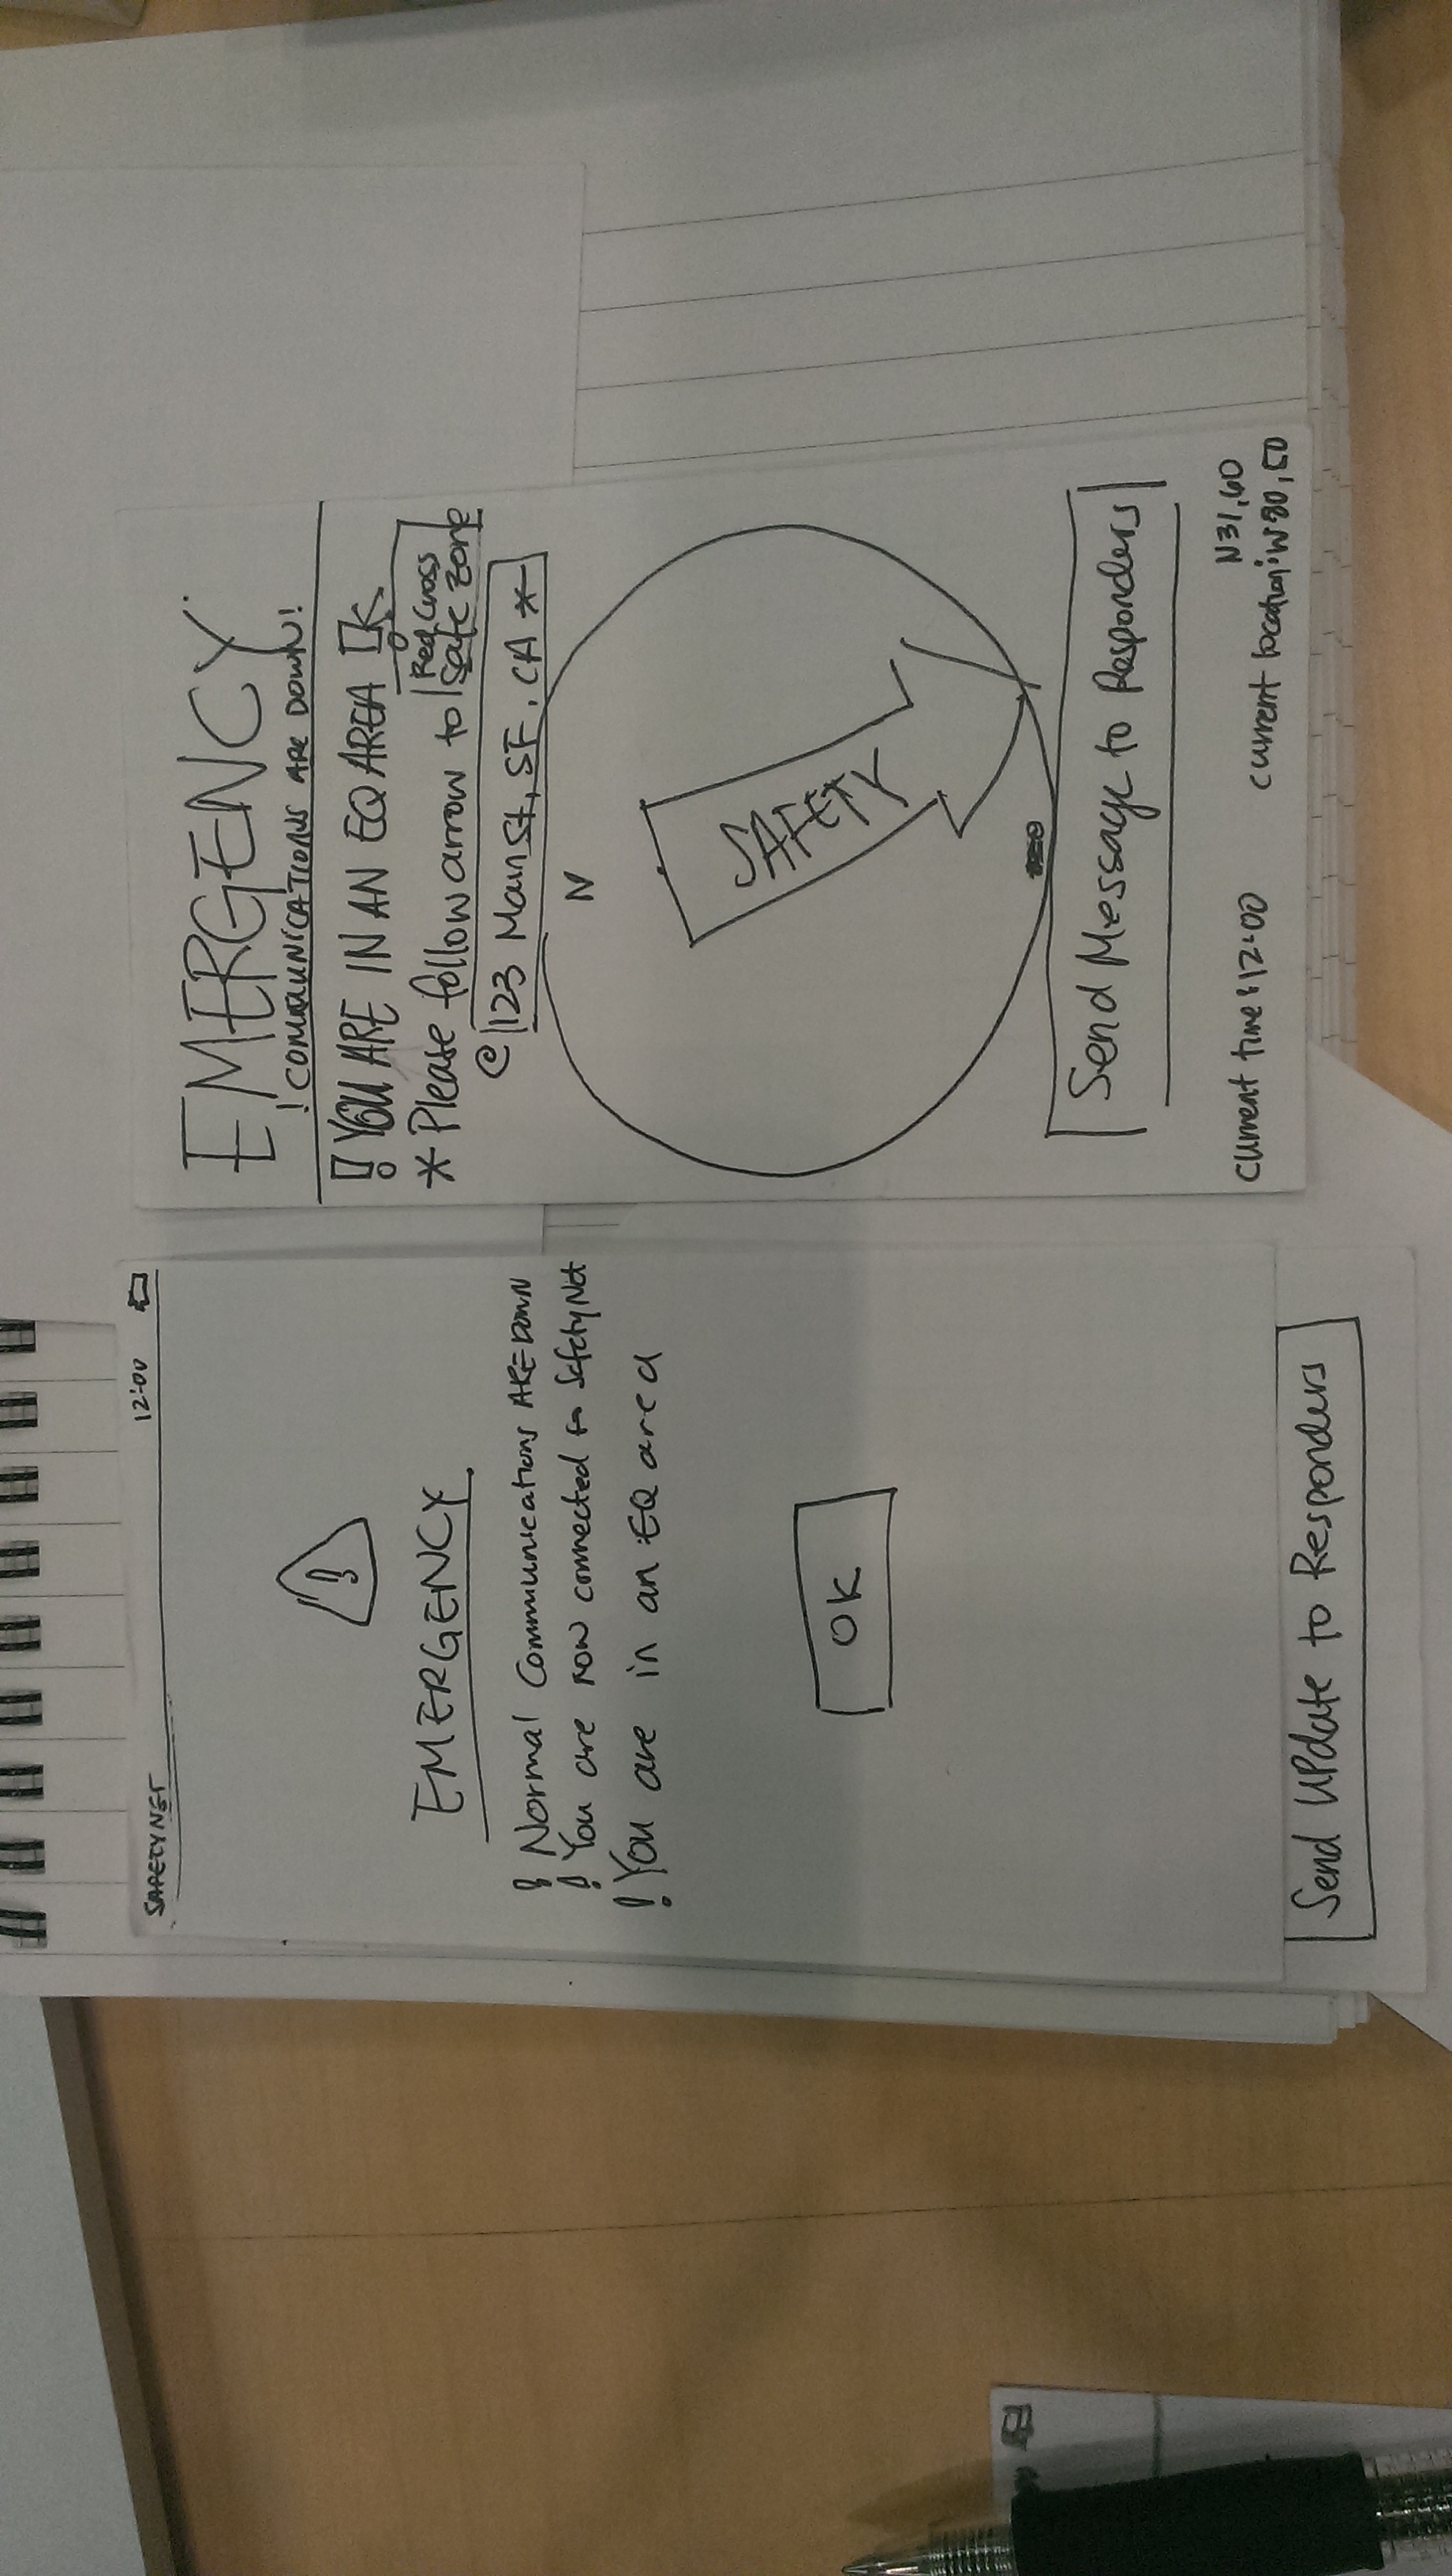 SAFETYNET 12:00
!
EMERGENCY
! Normal Communications ARE DOWN
! You are now connected to SafetyNet
! You are in an EQ area
OK
Send UPdate to Responders
EMERGENCY
! COMMUNICATIONS ARE DOWN!
! YOU ARE IN AN EQ AREA !
* Please follow arrow to Red Cross
Safe Zone
@ 123 Main St, SF, CA *
N
SAFETY
Send Message to Responders
N31,60
current time: 12:00 current location: W90,50